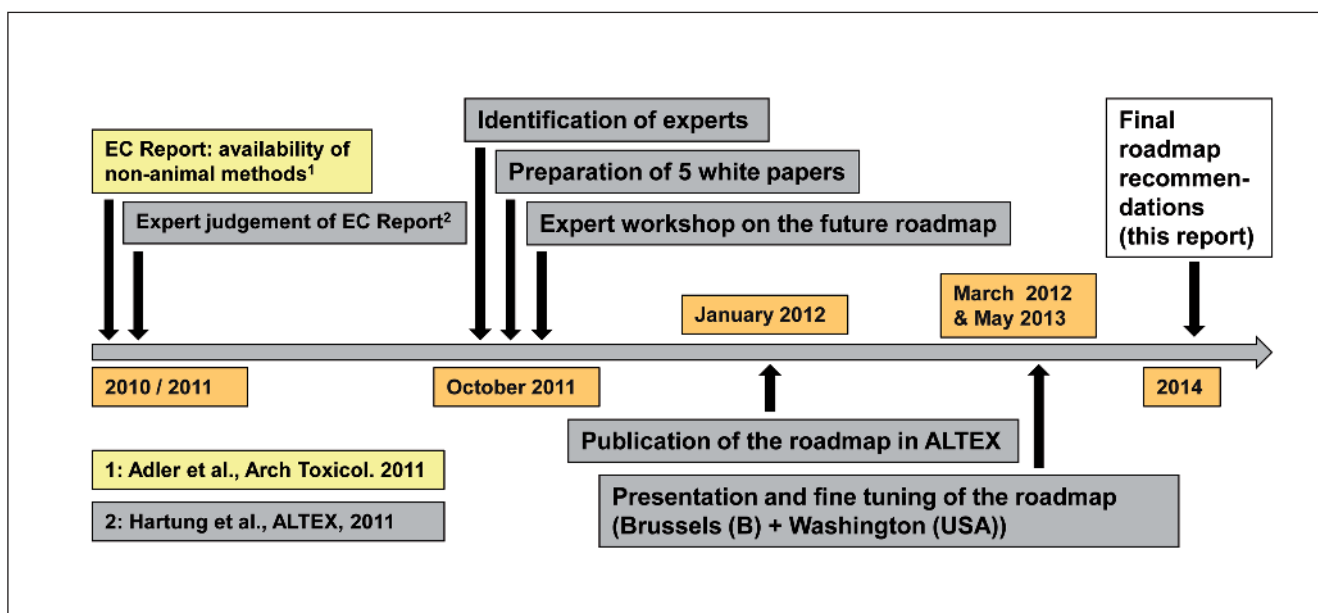 EC Report: availability of
non-animal methods¹
Expert judgement of EC Report²
Identification of experts
Preparation of 5 white papers
Expert workshop on the future roadmap
Final
roadmap
recommen-
dations
(this report)
January 2012
March 2012
& May 2013
2010 / 2011
October 2011
2014
Publication of the roadmap in ALTEX
Presentation and fine tuning of the roadmap
(Brussels (B) + Washington (USA))
1: Adler et al., Arch Toxicol. 2011
2: Hartung et al., ALTEX, 2011